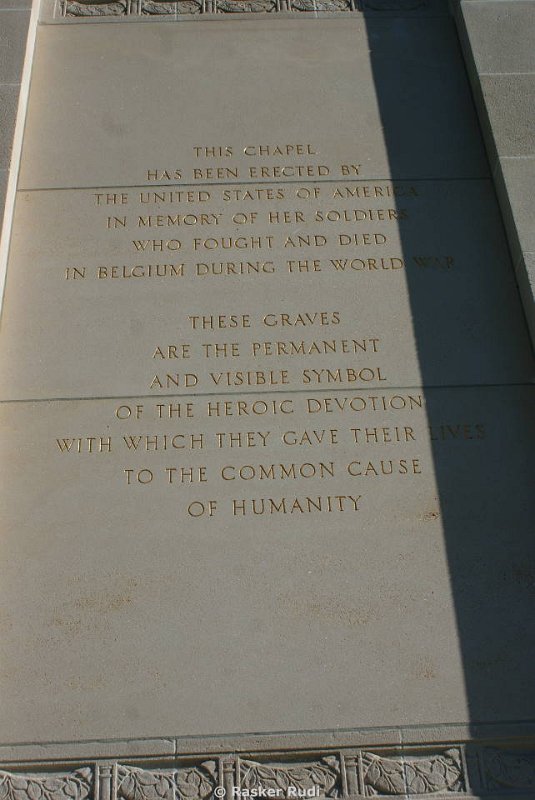 THIS CHAPEL
HAS BEEN ERECTED BY
THE UNITED STATES OF AMERICA
IN MEMORY OF HER SOLDIERS
WHO FOUGHT AND DIED
IN BELGIUM DURING THE WORLD WAR
THESE GRAVES
ARE THE PERMANENT
AND VISIBLE SYMBOL
OF THE HEROIC DEVOTION
WITH WHICH THEY GAVE THEIR LIVES
TO THE COMMON CAUSE
OF HUMANITY
© Rasker Rudi